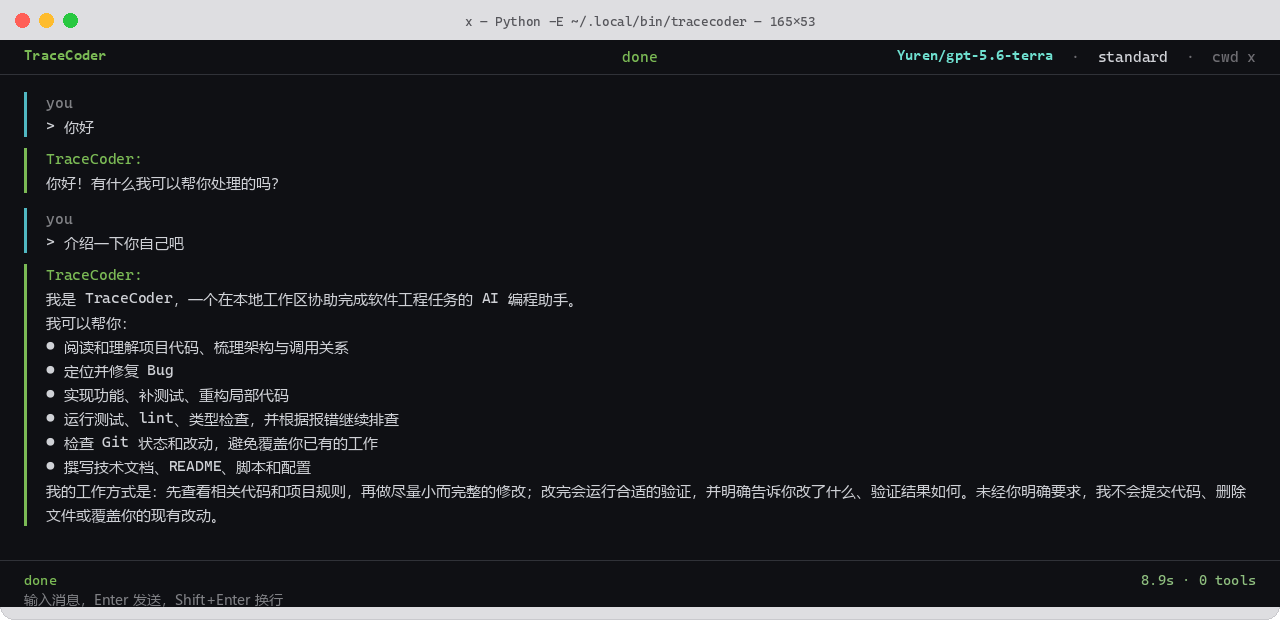 x — Python -E ~/.local/bin/tracecoder — 165×53
TraceCoder done Yuren/gpt-5.6-terra · standard · cwd x
you
> 你好
TraceCoder:
你好！有什么我可以帮你处理的吗？
you
> 介绍一下你自己吧
TraceCoder:
我是 TraceCoder，一个在本地工作区协助完成软件工程任务的 AI 编程助手。
我可以帮你：
● 阅读和理解项目代码、梳理架构与调用关系
● 定位并修复 Bug
● 实现功能、补测试、重构局部代码
● 运行测试、lint、类型检查，并根据报错继续排查
● 检查 Git 状态和改动，避免覆盖你已有的工作
● 撰写技术文档、README、脚本和配置
我的工作方式是：先查看相关代码和项目规则，再做尽量小而完整的修改；改完会运行合适的验证，并明确告诉你改了什么、验证结果如何。未经你明确要求，我不会提交代码、删除
文件或覆盖你的现有改动。
done 8.9s · 0 tools
输入消息，Enter 发送，Shift+Enter 换行